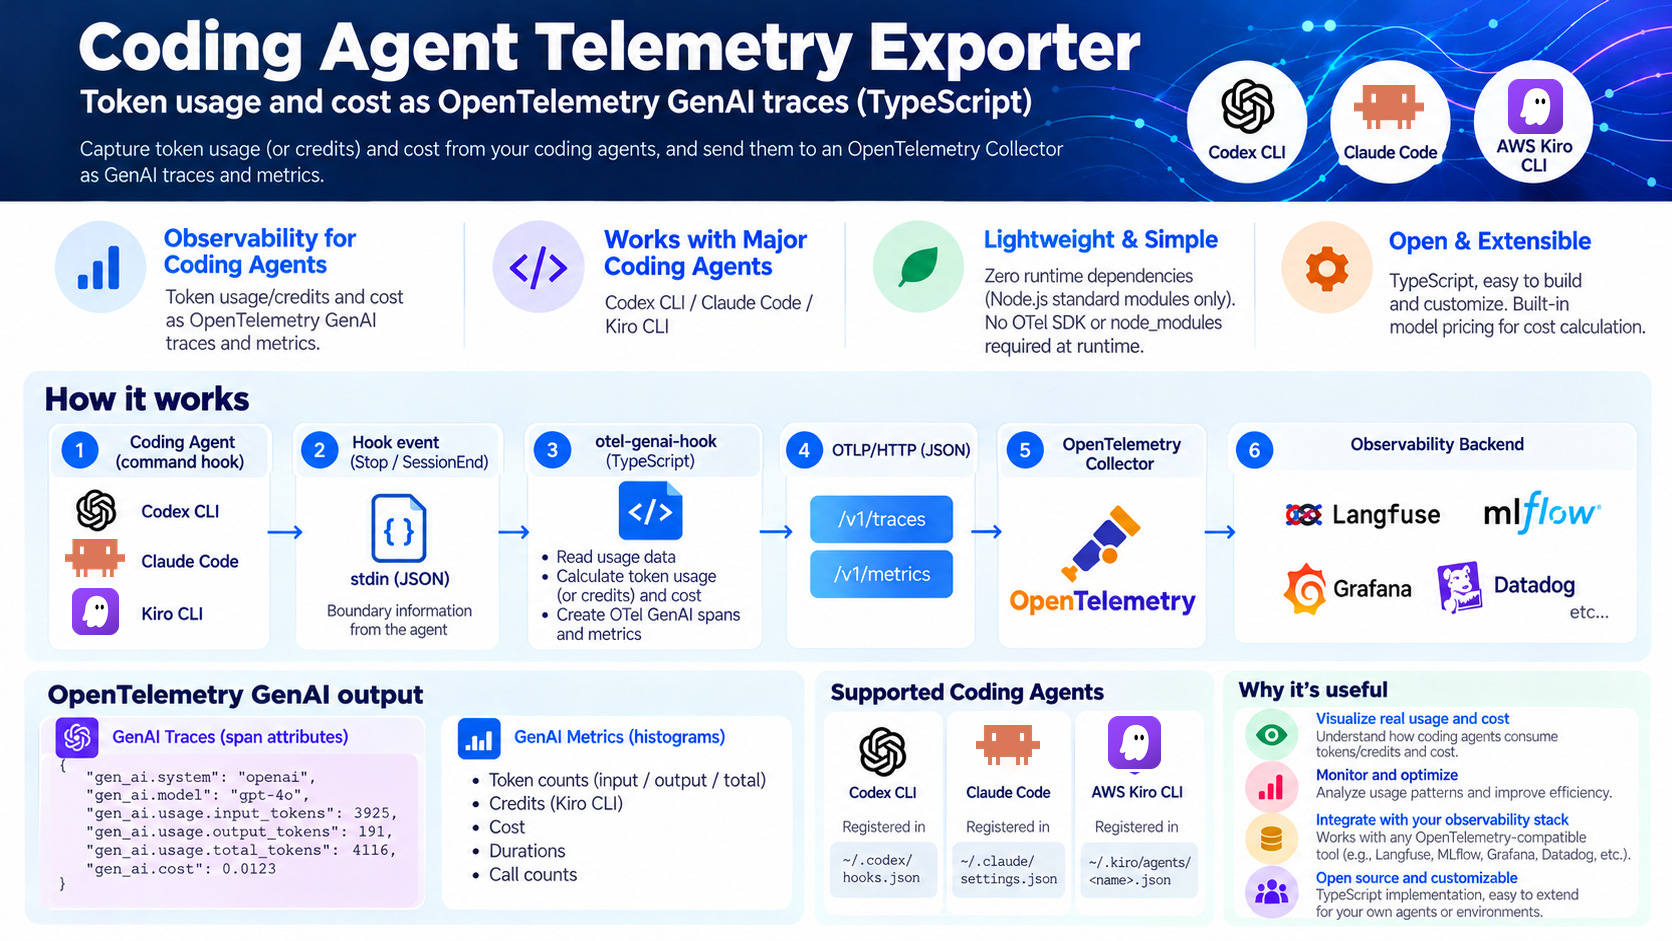 Coding Agent Telemetry Exporter
Token usage and cost as OpenTelemetry GenAI traces (TypeScript)
Capture token usage (or credits) and cost from your coding agents, and send them to an OpenTelemetry Collector
as GenAI traces and metrics.
Codex CLI
Claude Code
AWS Kiro
CLI
Observability for
Coding Agents
Token usage/credits and cost
as OpenTelemetry GenAI
traces and metrics.
</>
Works with Major
Coding Agents
Codex CLI / Claude Code /
Kiro CLI
Lightweight & Simple
Zero runtime dependencies
(Node.js standard modules only).
No OTel SDK or node_modules
required at runtime.
Open & Extensible
TypeScript, easy to build
and customize. Built-in
model pricing for cost calculation.
How it works
1
Coding Agent
(command hook)
Codex CLI
Claude Code
Kiro CLI
2
Hook event
(Stop / SessionEnd)
{ }
stdin (JSON)
Boundary information
from the agent
3
otel-genai-hook
(TypeScript)
</>
• Read usage data
• Calculate token usage
(or credits) and cost
• Create OTel GenAI spans
and metrics
4
OTLP/HTTP (JSON)
/v1/traces
/v1/metrics
5
OpenTelemetry
Collector
OpenTelemetry
6
Observability Backend
Langfuse
mlflow
Grafana
Datadog
etc...
OpenTelemetry GenAI output
GenAI Traces (span attributes)
{
"gen_ai.system": "openai",
"gen_ai.model": "gpt-4o",
"gen_ai.usage.input_tokens": 3925,
"gen_ai.usage.output_tokens": 191,
"gen_ai.usage.total_tokens": 4116,
"gen_ai.cost": 0.0123
}
GenAI Metrics (histograms)
• Token counts (input / output / total)
• Credits (Kiro CLI)
• Cost
• Durations
• Call counts
Supported Coding Agents
Codex CLI
Registered in
~/.codex/
hooks.json
Claude Code
Registered in
~/.claude/
settings.json
AWS Kiro CLI
Registered in
~/.kiro/agents/
<name>.json
Why it's useful
Visualize real usage and cost
Understand how coding agents consume
tokens/credits and cost.
Monitor and optimize
Analyze usage patterns and improve efficiency.
Integrate with your observability stack
Works with any OpenTelemetry-compatible
tool (e.g., Langfuse, MLflow, Grafana, Datadog, etc.).
Open source and customizable
TypeScript implementation, easy to extend
for your own agents or environments.